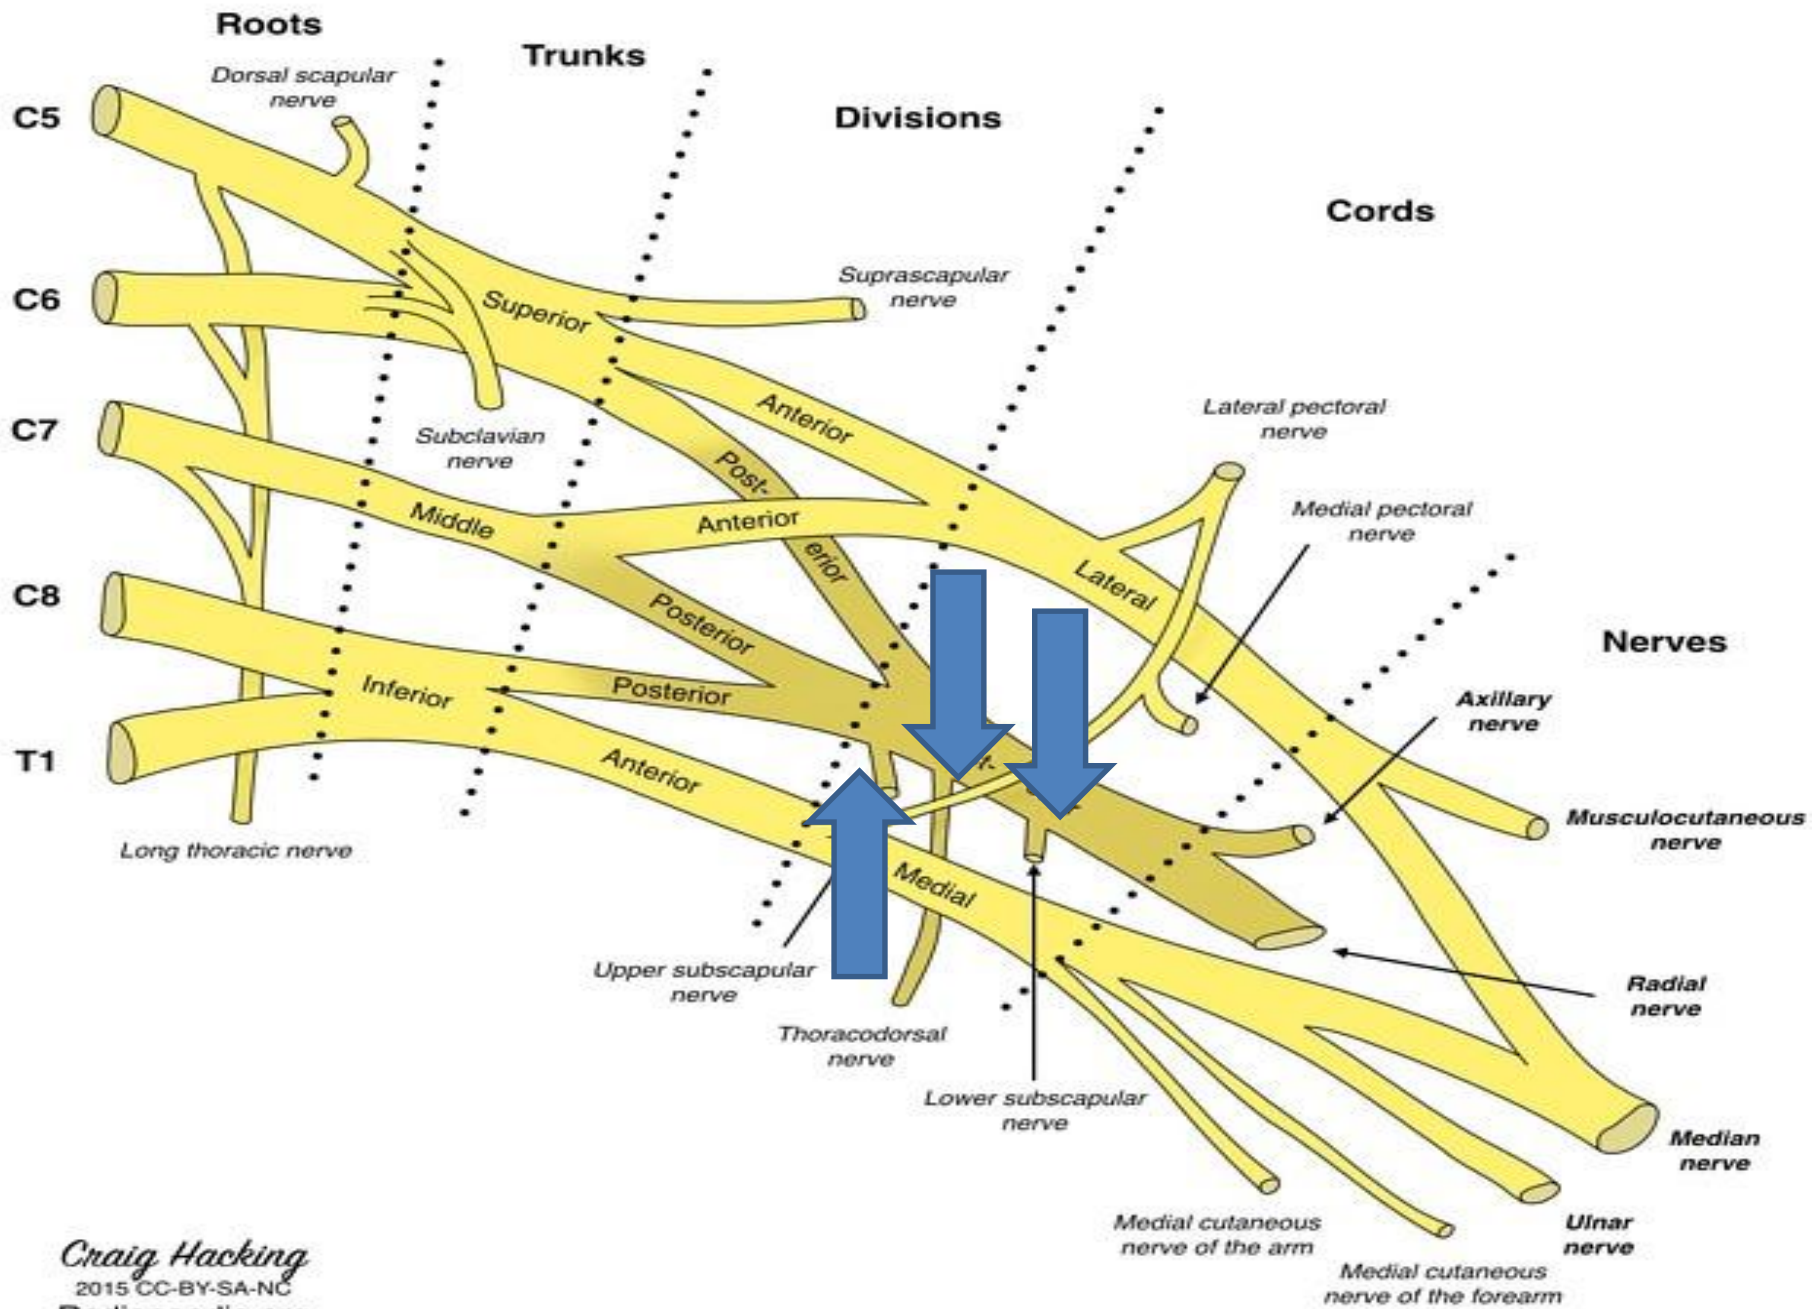 Roots
Trunks
Divisions
Cords
Nerves
Dorsal scapular
nerve
C5
C6
C7
C8
T1
Superior
Suprascapular
nerve
Subclavian
nerve
Anterior
Post-
erior
Middle
Anterior
Posterior
Inferior
Posterior
Anterior
Lateral pectoral
nerve
Medial pectoral
nerve
Lateral
Axillary
nerve
Musculocutaneous
nerve
Long thoracic nerve
Medial
Upper subscapular
nerve
Thoracodorsal
nerve
Lower subscapular
nerve
Radial
nerve
Median
nerve
Ulnar
nerve
Medial cutaneous
nerve of the arm
Medial cutaneous
nerve of the forearm
Craig Hacking
2015 CC-BY-SA-NC